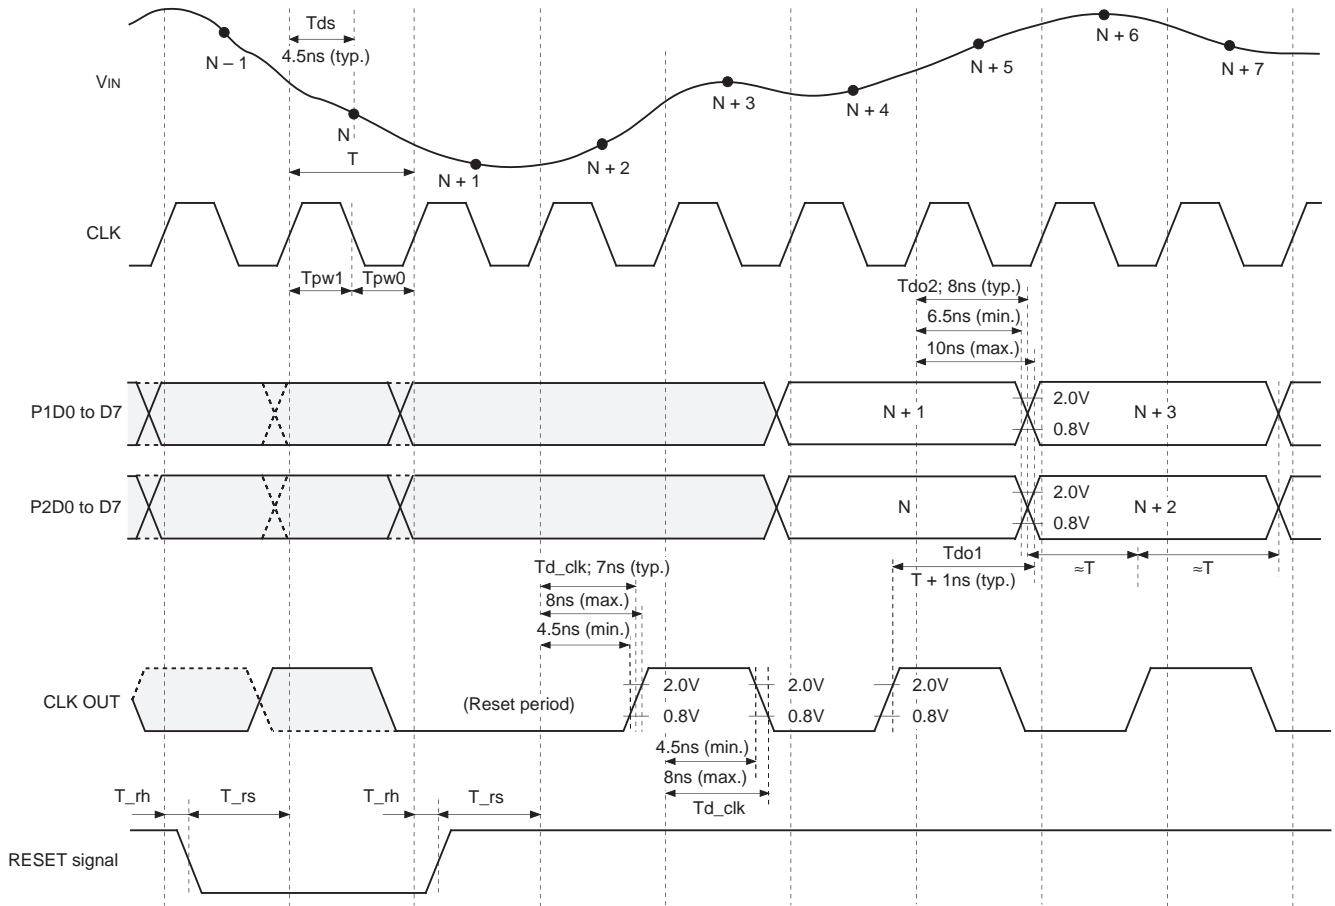 Tds
4.5ns (typ.)
N – 1
VIN
N
T
N + 1
N + 2
N + 3
N + 4
N + 5
N + 6
N + 7
CLK
Tpw1
Tpw0
Tdo2; 8ns (typ.)
6.5ns (min.)
10ns (max.)
P1D0 to D7
N + 1
2.0V
0.8V
N + 3
P2D0 to D7
N
2.0V
0.8V
N + 2
Tdo1
T + 1ns (typ.)
≈T
≈T
Td_clk; 7ns (typ.)
8ns (max.)
4.5ns (min.)
CLK OUT
(Reset period)
2.0V
0.8V
2.0V
0.8V
2.0V
0.8V
4.5ns (min.)
8ns (max.)
Td_clk
T_rh
T_rs
T_rh
T_rs
RESET signal